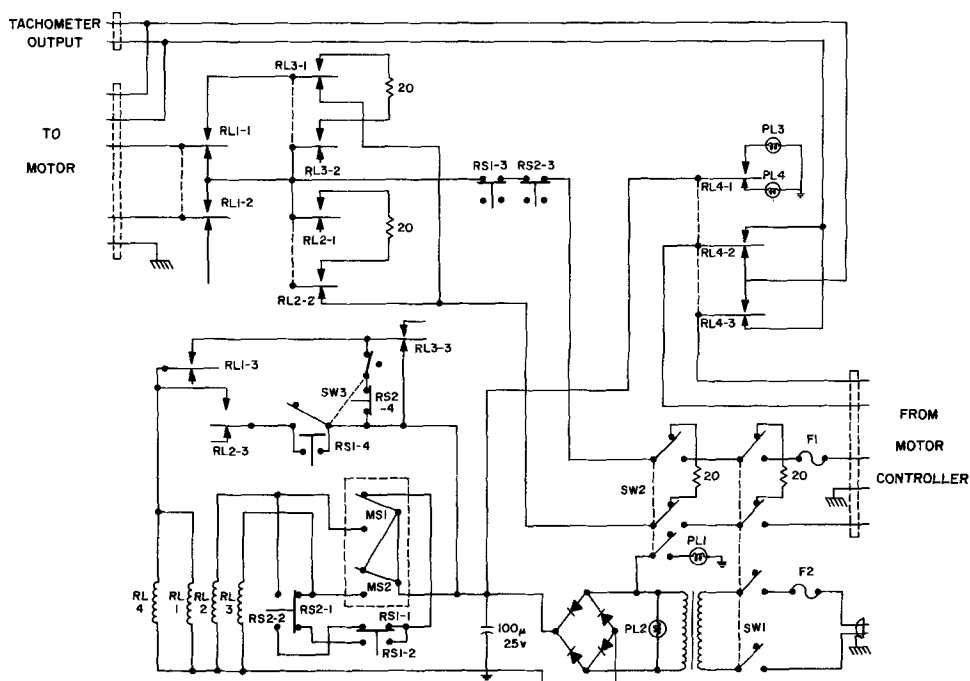 TACHOMETER
OUTPUT
TO
MOTOR
RL3-1
20
RL1-1
RL3-2
RL1-2
RL2-1
20
RL2-2
RS1-3
RS2-3
PL3
PL4
RL4-1
RL4-2
RL4-3
RL1-3
RL3-3
SW3
RS2
-4
RL2-3
RS1-4
FROM
MOTOR
CONTROLLER
F1
SW2
20
20
PL1
MS1
MS2
RL
4
RL
1
RL
2
RL
3
RS2-1
RS2-2
RS1-1
RS1-2
100μ
25v
PL2
SW1
F2